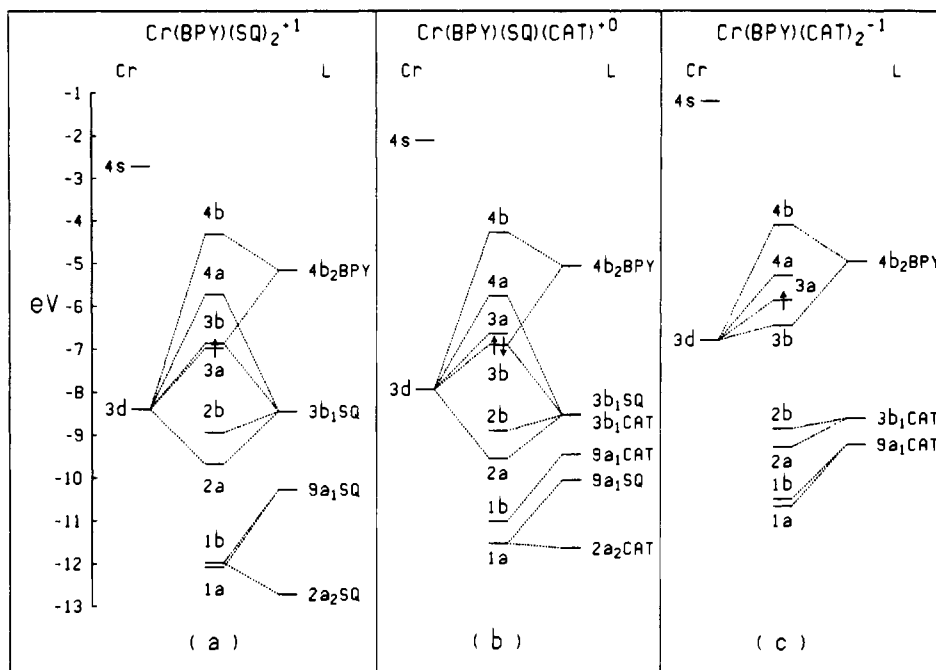 Cr(BPY)(SQ)₂⁺¹
Cr(BPY)(SQ)(CAT)⁺⁰
Cr(BPY)(CAT)₂⁻¹
Cr L
Cr L
Cr L
eV
-1
-2
-3
-4
-5
-6
-7
-8
-9
-10
-11
-12
-13
4s
3d
4b
4a
3b
3a
2b
2a
1b
1a
4b₂BPY
3b₁SQ
9a₁SQ
2a₂SQ
(a)
4s
3d
4b
4a
3a
3b
2b
2a
1b
1a
4b₂BPY
3b₁SQ
3b₁CAT
9a₁CAT
9a₁SQ
2a₂CAT
(b)
4s
3d
4b
4a
3a
3b
2b
2a
1b
1a
4b₂BPY
3b₁CAT
9a₁CAT
(c)